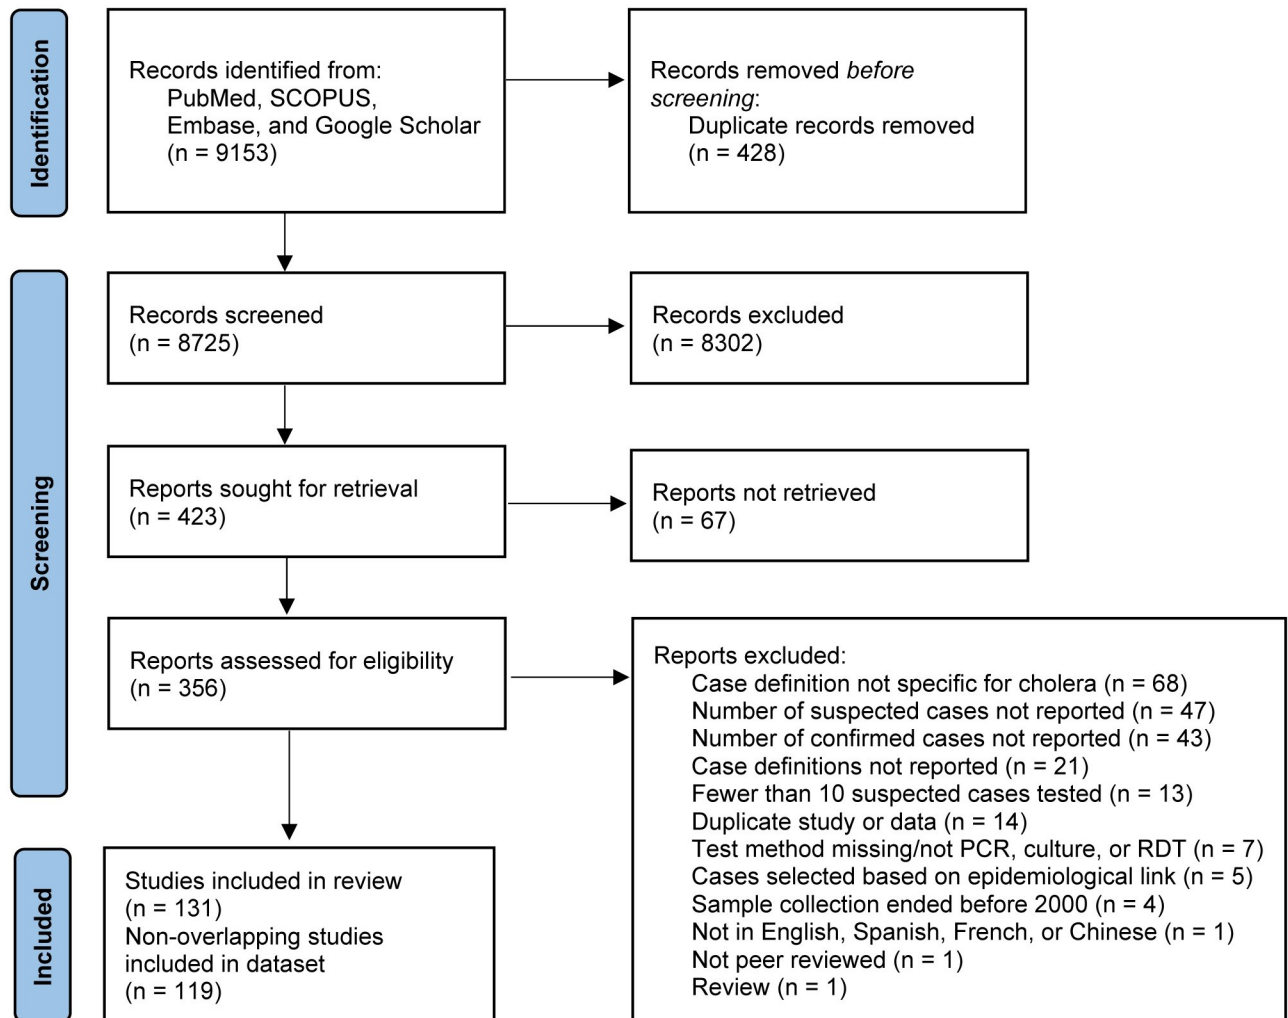 Identification
Records identified from:
PubMed, SCOPUS,
Embase, and Google Scholar
(n = 9153)
Records removed before
screening:
Duplicate records removed
(n = 428)
Screening
Records screened
(n = 8725)
Records excluded
(n = 8302)
Reports sought for retrieval
(n = 423)
Reports not retrieved
(n = 67)
Reports assessed for eligibility
(n = 356)
Reports excluded:
Case definition not specific for cholera (n = 68)
Number of suspected cases not reported (n = 47)
Number of confirmed cases not reported (n = 43)
Case definitions not reported (n = 21)
Fewer than 10 suspected cases tested (n = 13)
Duplicate study or data (n = 14)
Test method missing/not PCR, culture, or RDT (n = 7)
Cases selected based on epidemiological link (n = 5)
Sample collection ended before 2000 (n = 4)
Not in English, Spanish, French, or Chinese (n = 1)
Not peer reviewed (n = 1)
Review (n = 1)
Included
Studies included in review
(n = 131)
Non-overlapping studies
included in dataset
(n = 119)